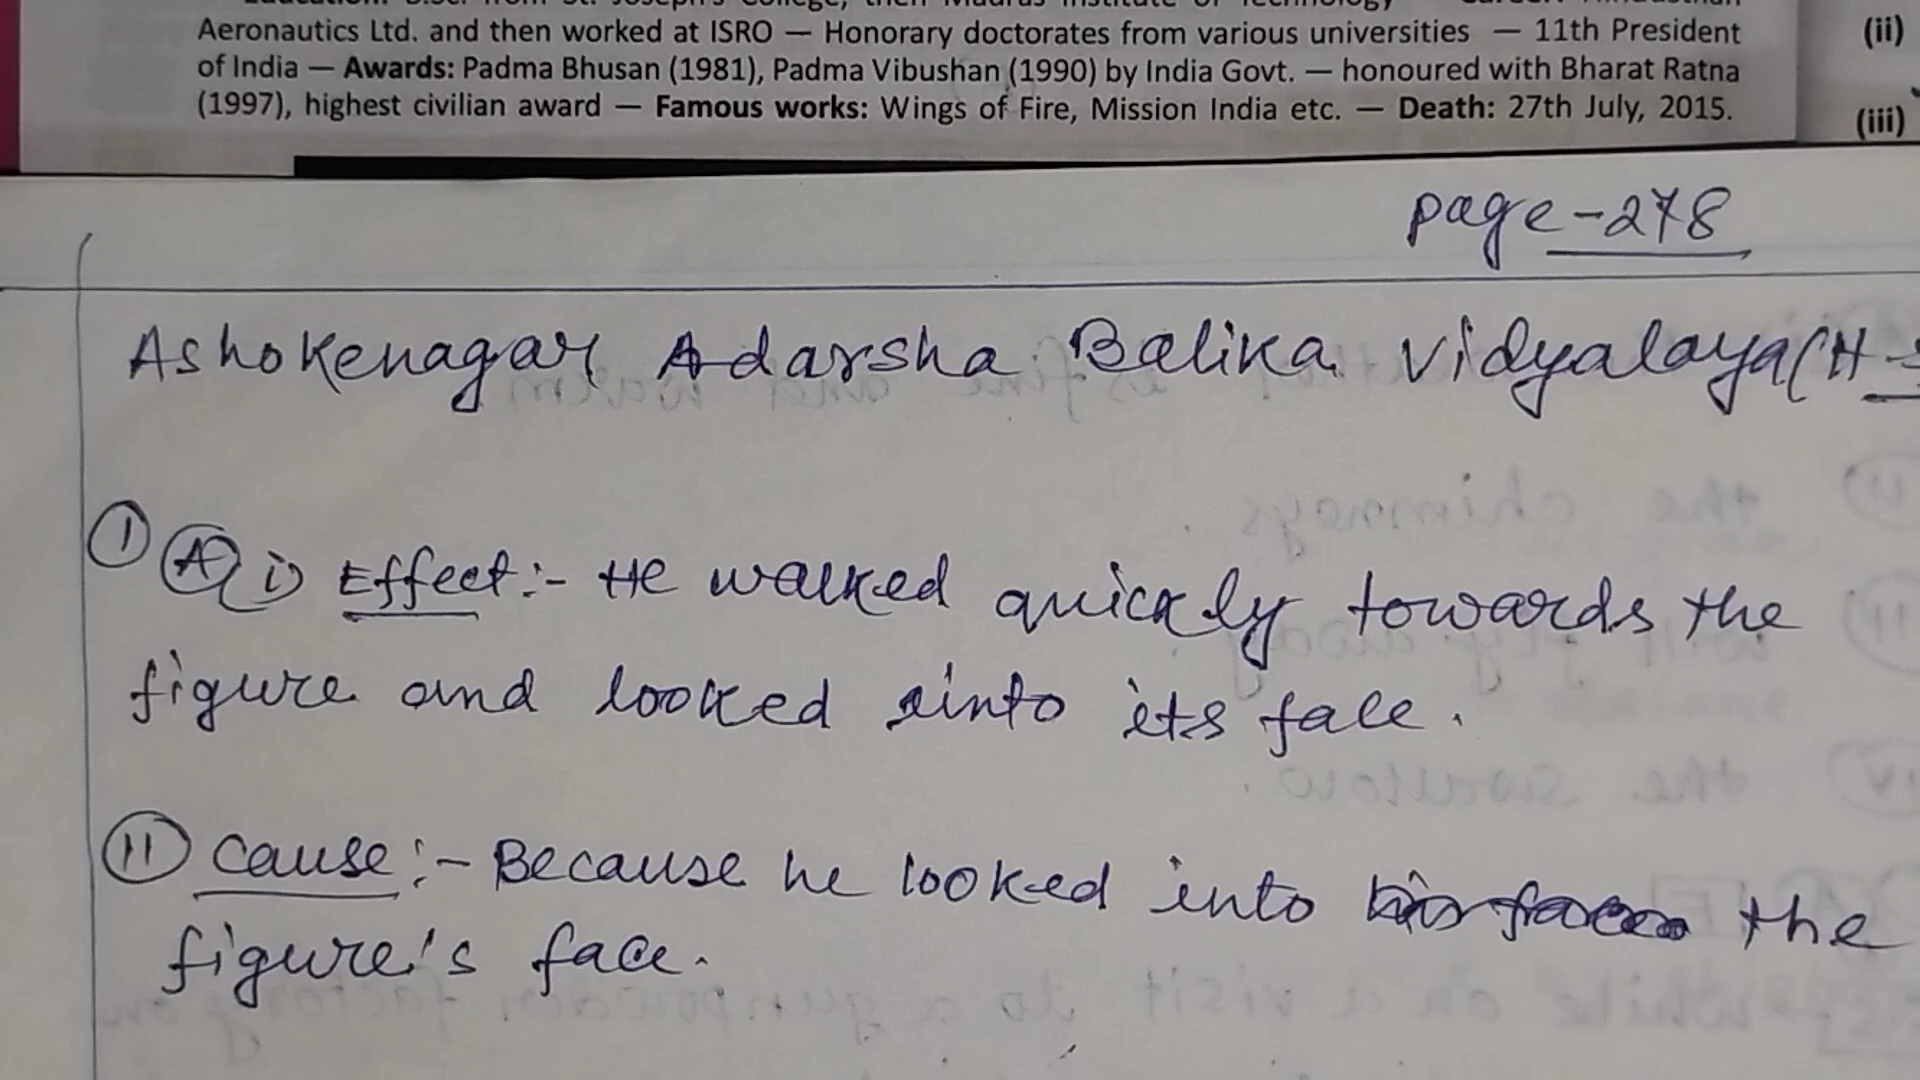 Aeronautics Ltd. and then worked at ISRO — Honorary doctorates from various universities — 11th President
of India — Awards: Padma Bhusan (1981), Padma Vibushan (1990) by India Govt. — honoured with Bharat Ratna
(1997), highest civilian award — Famous works: Wings of Fire, Mission India etc. — Death: 27th July, 2015.
(ii)
(iii)
page-278
Ashokenagar Adarsha Balika Vidyalaya (H
1 A i) Effect:- He walked quickly towards the
figure and looked into its face.
11 Cause:- Because he looked into the
figure's face.